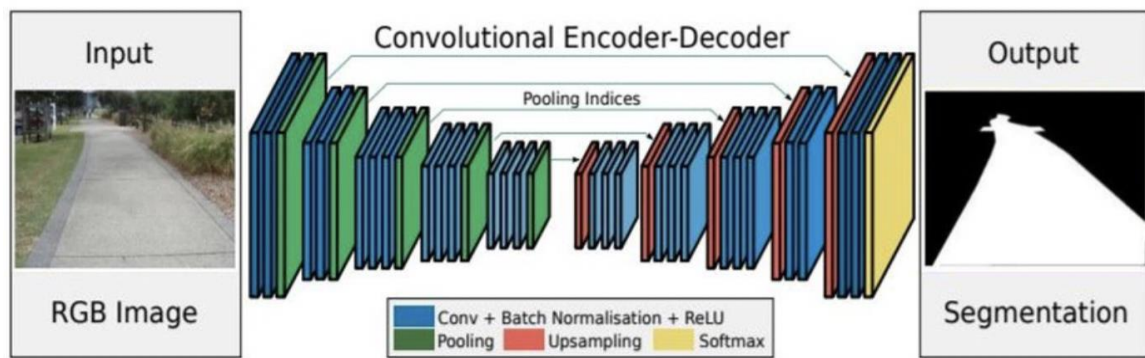 Input
RGB Image
Convolutional Encoder-Decoder
Pooling Indices
Conv + Batch Normalisation + ReLU
Pooling
Upsampling
Softmax
Output
Segmentation